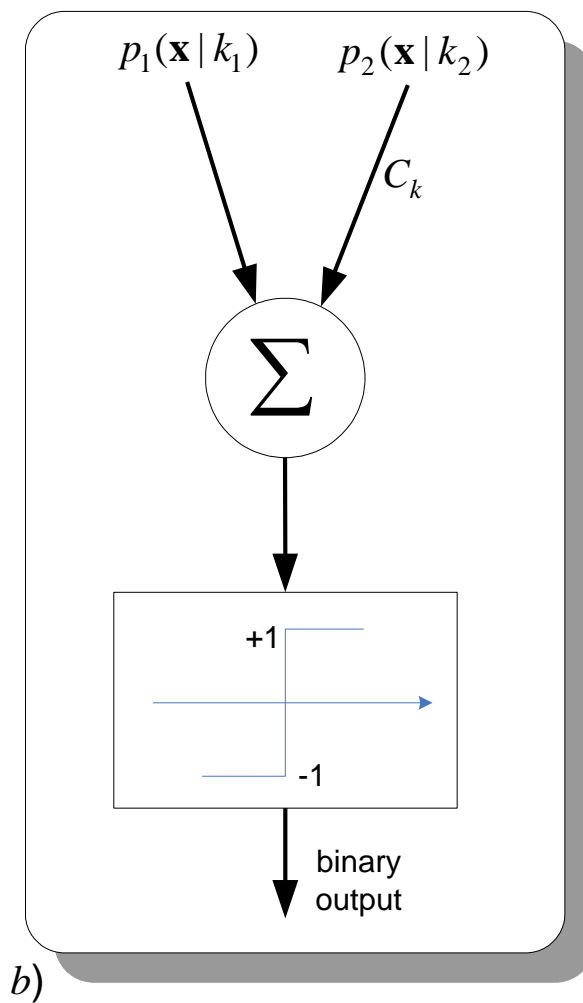 p₁(x | k₁) p₂(x | k₂)
Cₖ
Σ
+1
-1
binary
output
b)